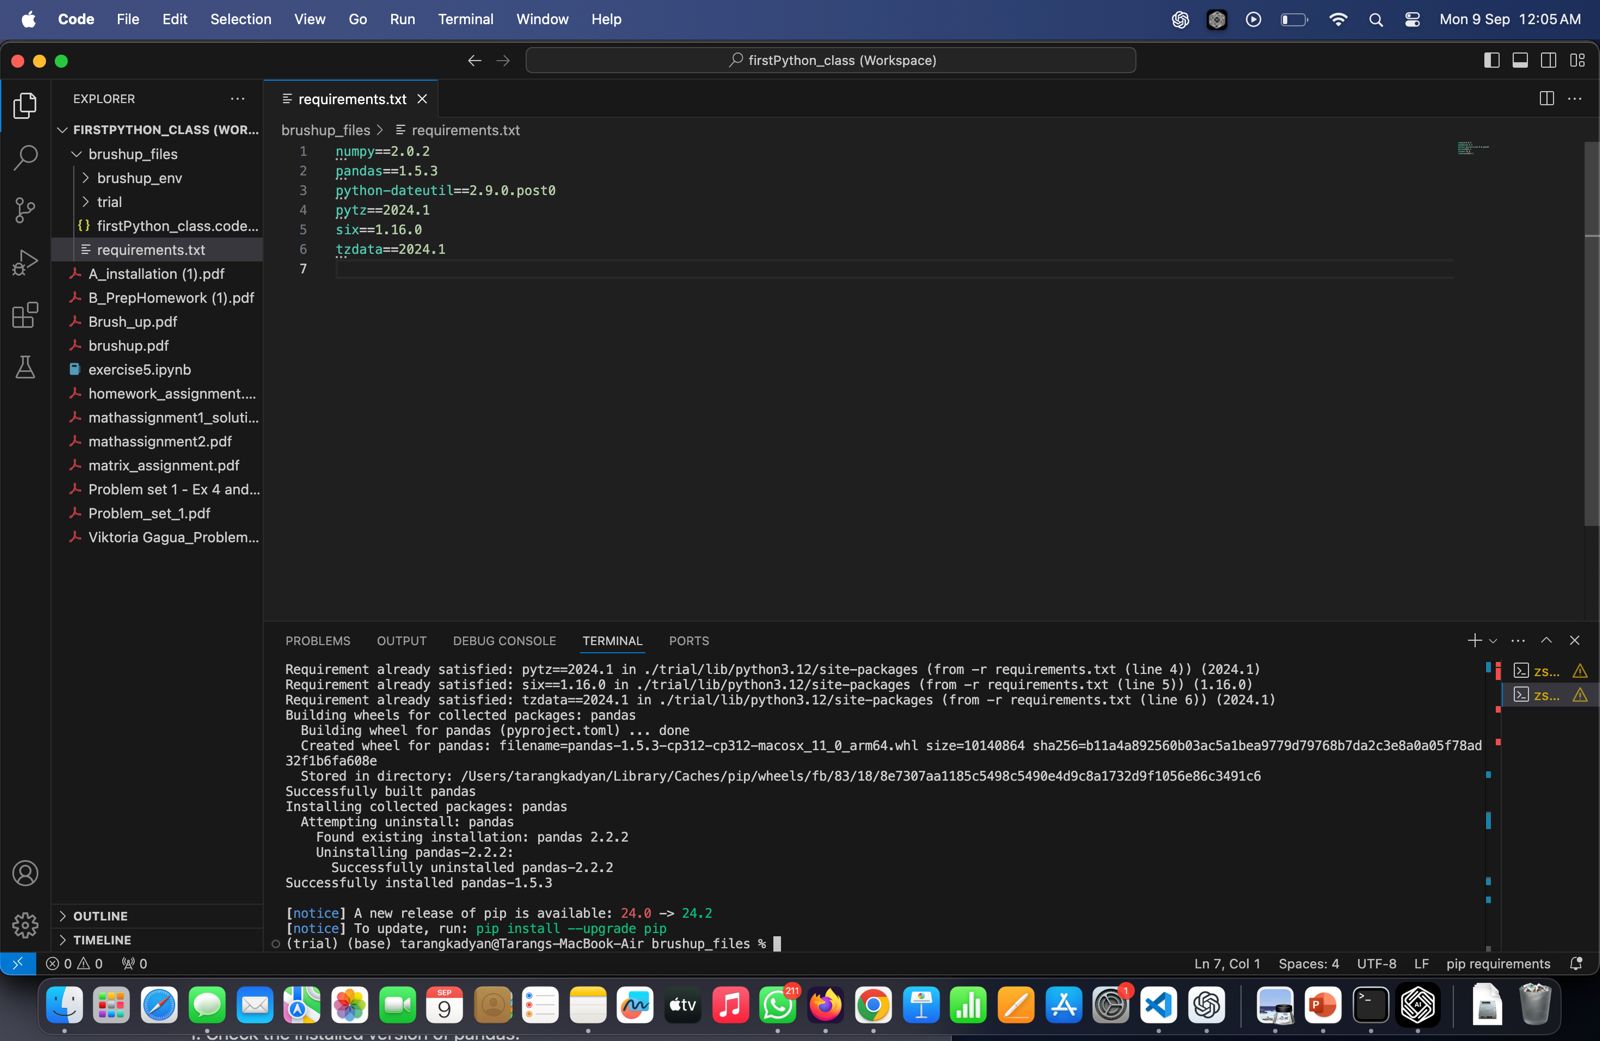 Code File Edit Selection View Go Run Terminal Window Help
Mon 9 Sep 12:05 AM
firstPython_class (Workspace)
EXPLORER
FIRSTPYTHON_CLASS (WOR...
brushup_files
brushup_env
trial
{} firstPython_class.code...
requirements.txt
A_installation (1).pdf
B_PrepHomework (1).pdf
Brush_up.pdf
brushup.pdf
exercise5.ipynb
homework_assignment....
mathassignment1_soluti...
mathassignment2.pdf
matrix_assignment.pdf
Problem set 1 - Ex 4 and...
Problem_set_1.pdf
Viktoria Gagua_Problem...
OUTLINE
TIMELINE
requirements.txt
brushup_files > requirements.txt
1 numpy==2.0.2
2 pandas==1.5.3
3 python-dateutil==2.9.0.post0
4 pytz==2024.1
5 six==1.16.0
6 tzdata==2024.1
7
PROBLEMS OUTPUT DEBUG CONSOLE TERMINAL PORTS
Requirement already satisfied: pytz==2024.1 in ./trial/lib/python3.12/site-packages (from -r requirements.txt (line 4)) (2024.1)
Requirement already satisfied: six==1.16.0 in ./trial/lib/python3.12/site-packages (from -r requirements.txt (line 5)) (1.16.0)
Requirement already satisfied: tzdata==2024.1 in ./trial/lib/python3.12/site-packages (from -r requirements.txt (line 6)) (2024.1)
Building wheels for collected packages: pandas
Building wheel for pandas (pyproject.toml) ... done
Created wheel for pandas: filename=pandas-1.5.3-cp312-cp312-macosx_11_0_arm64.whl size=10140864 sha256=b11a4a892560b03ac5a1bea9779d79768b7da2c3e8a0a05f78ad
32f1b6fa608e
Stored in directory: /Users/tarangkadyan/Library/Caches/pip/wheels/fb/83/18/8e7307aa1185c5498c5490e4d9c8a1732d9f1056e86c3491c6
Successfully built pandas
Installing collected packages: pandas
Attempting uninstall: pandas
Found existing installation: pandas 2.2.2
Uninstalling pandas-2.2.2:
Successfully uninstalled pandas-2.2.2
Successfully installed pandas-1.5.3
[notice] A new release of pip is available: 24.0 -> 24.2
[notice] To update, run: pip install --upgrade pip
(trial) (base) tarangkadyan@Tarangs-MacBook-Air brushup_files %
zs...
zs...
0 0 0
Ln 7, Col 1 Spaces: 4 UTF-8 LF pip requirements
SEP
9
tv
211
1
1. Check the installed version of pandas: